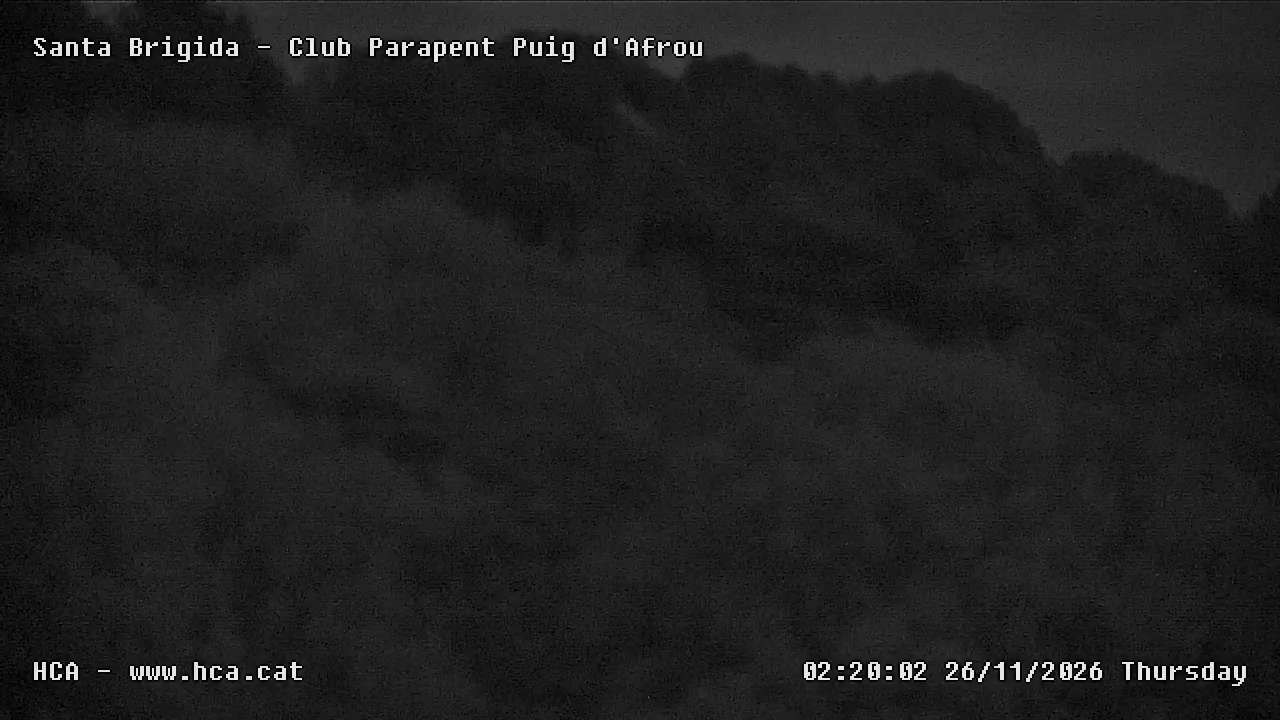 Santa Brigida - Club Parapent Puig d'Afrou
HCA - www.hca.cat
02:20:02 26/11/2026 Thursday